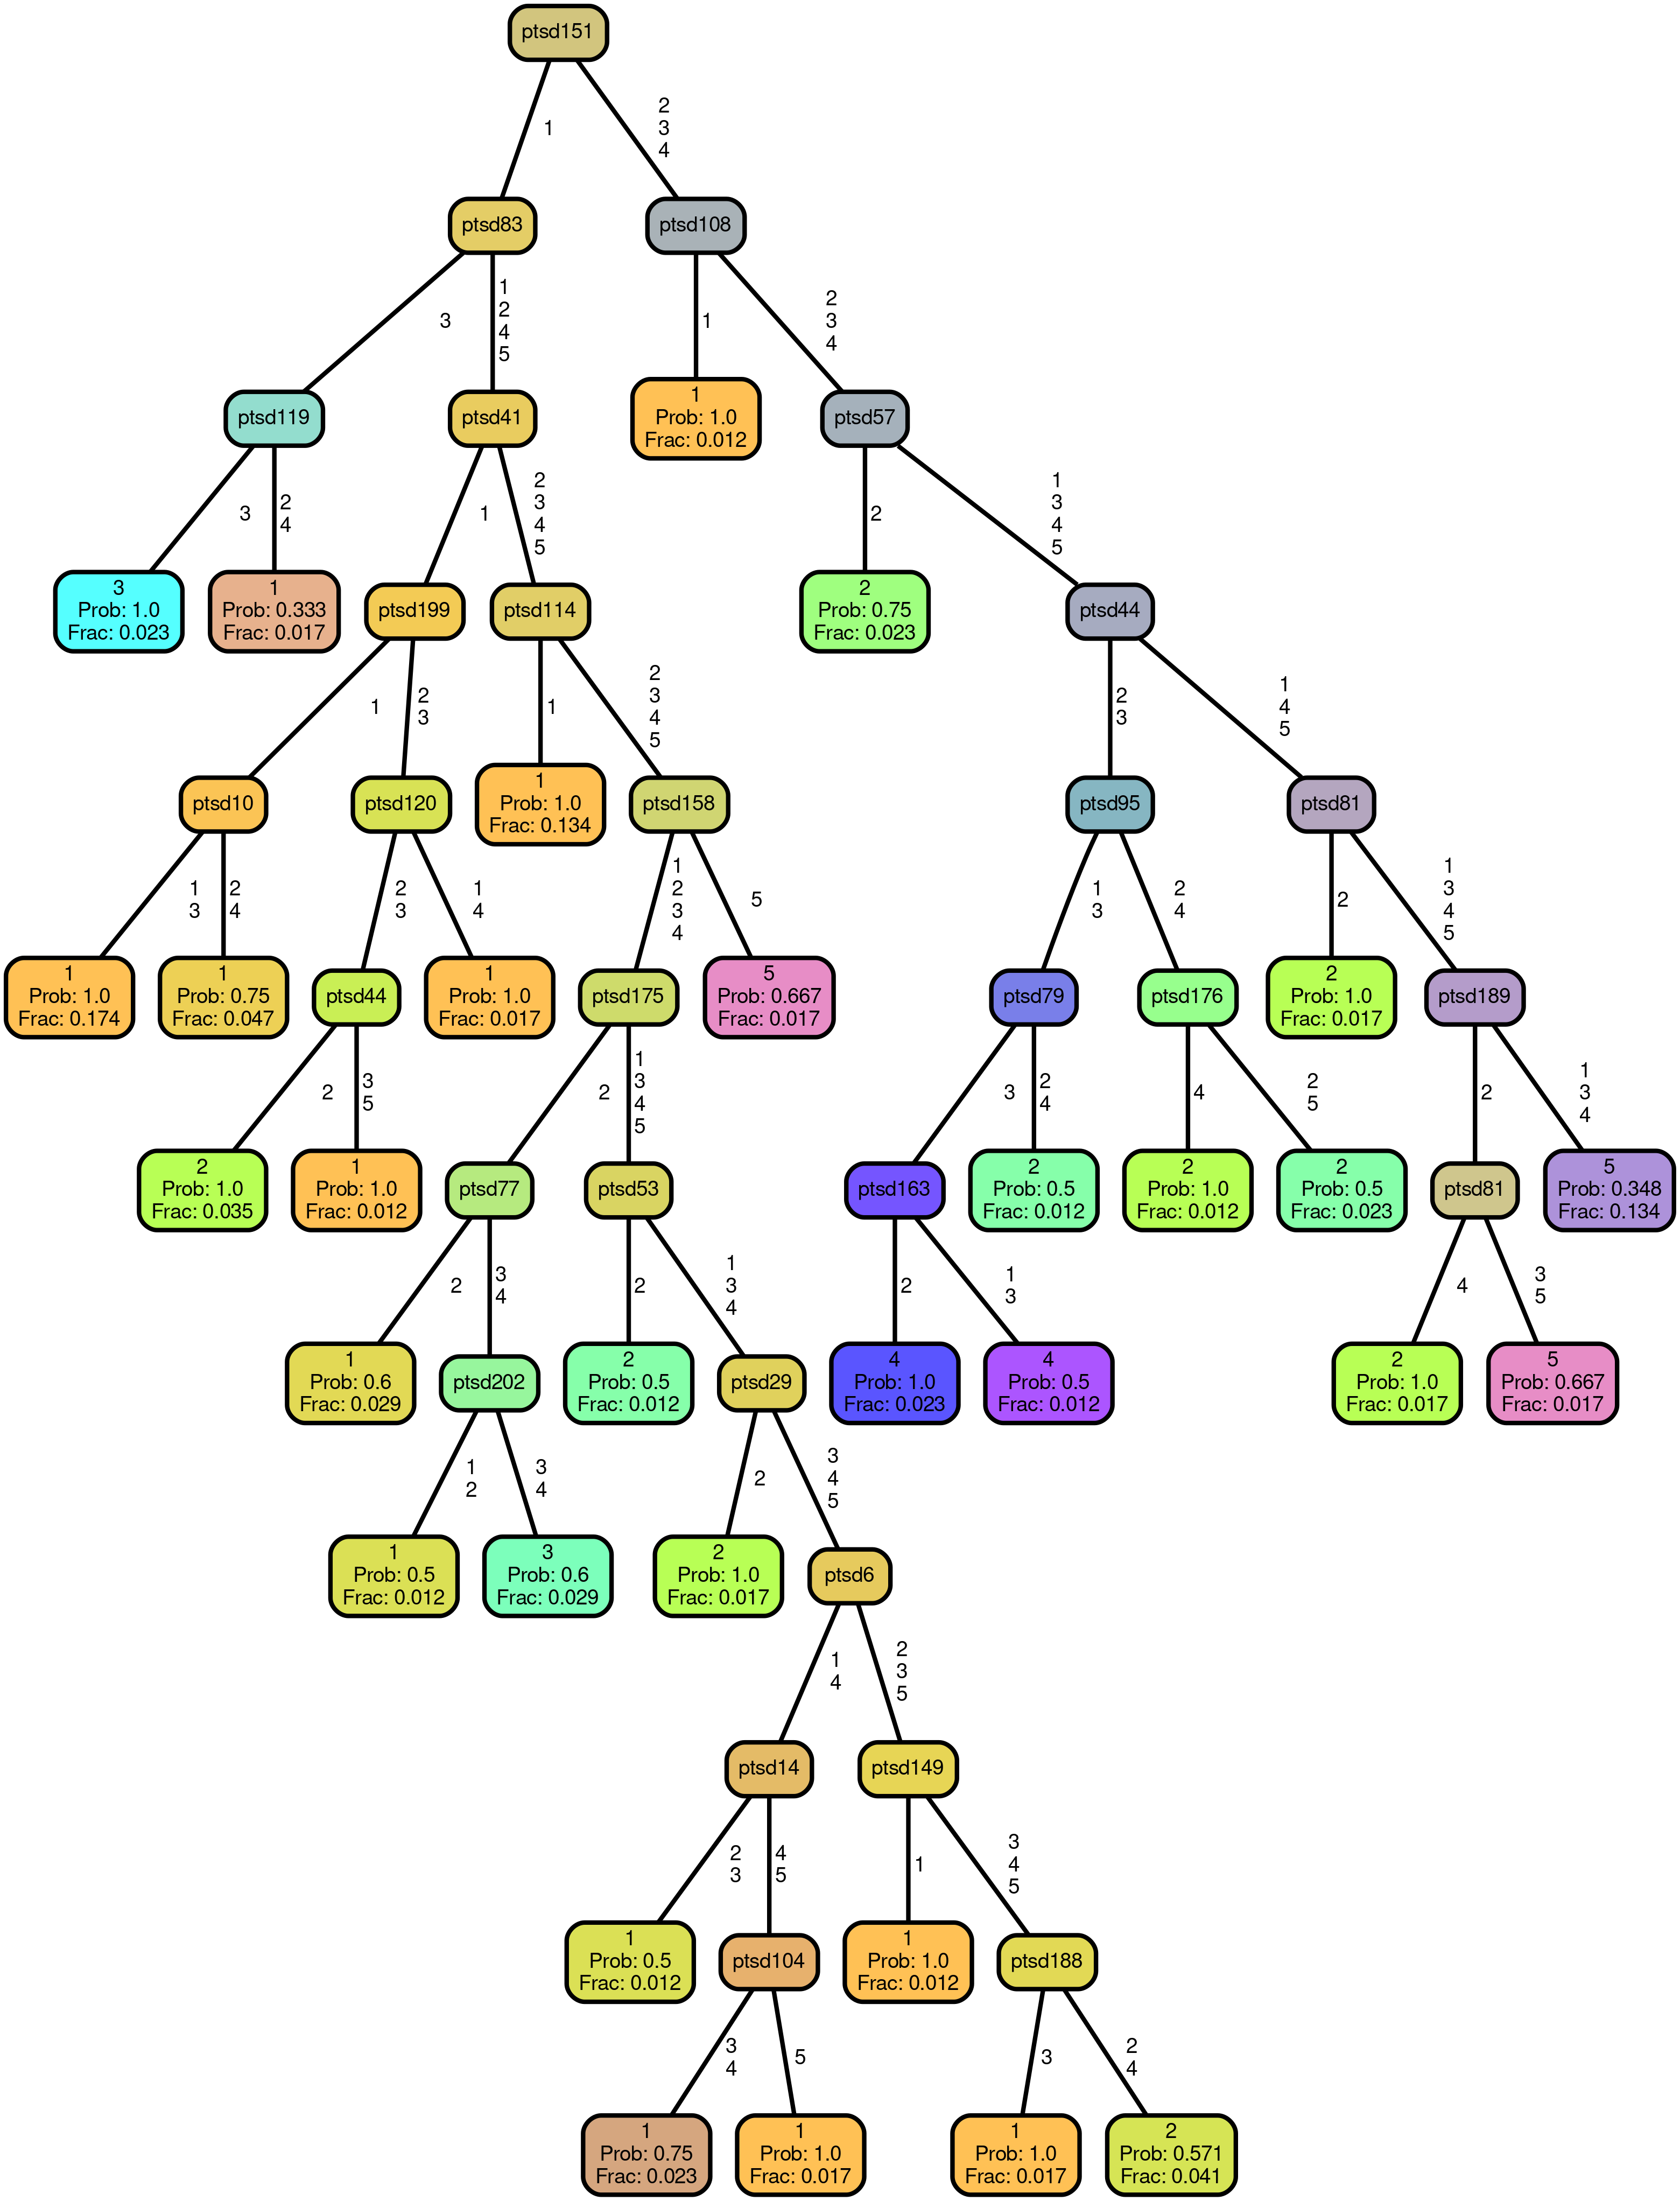 ptsd151
1
2
3
4
ptsd83
ptsd108
3
1
2
4
5
1
2
3
4
ptsd119
ptsd41
1
Prob: 1.0
Frac: 0.012
ptsd57
3
2
4
1
2
3
4
5
2
1
3
4
5
3
Prob: 1.0
Frac: 0.023
1
Prob: 0.333
Frac: 0.017
ptsd199
ptsd114
2
Prob: 0.75
Frac: 0.023
ptsd44
1
2
3
1
2
3
4
5
2
3
1
4
5
ptsd10
ptsd120
1
Prob: 1.0
Frac: 0.134
ptsd158
ptsd95
ptsd81
1
3
2
4
2
3
1
4
1
2
3
4
5
1
3
2
4
2
1
3
4
5
1
Prob: 1.0
Frac: 0.174
1
Prob: 0.75
Frac: 0.047
ptsd44
1
Prob: 1.0
Frac: 0.017
ptsd175
5
Prob: 0.667
Frac: 0.017
ptsd79
ptsd176
2
Prob: 1.0
Frac: 0.017
ptsd189
2
3
5
2
1
3
4
5
3
2
4
4
2
5
2
1
3
4
2
Prob: 1.0
Frac: 0.035
1
Prob: 1.0
Frac: 0.012
ptsd77
ptsd53
ptsd163
2
Prob: 0.5
Frac: 0.012
2
Prob: 1.0
Frac: 0.012
2
Prob: 0.5
Frac: 0.023
ptsd81
5
Prob: 0.348
Frac: 0.134
2
3
4
2
1
3
4
2
1
3
4
3
5
1
Prob: 0.6
Frac: 0.029
ptsd202
2
Prob: 0.5
Frac: 0.012
ptsd29
4
Prob: 1.0
Frac: 0.023
4
Prob: 0.5
Frac: 0.012
2
Prob: 1.0
Frac: 0.017
5
Prob: 0.667
Frac: 0.017
1
2
3
4
2
3
4
5
1
Prob: 0.5
Frac: 0.012
3
Prob: 0.6
Frac: 0.029
2
Prob: 1.0
Frac: 0.017
ptsd6
1
4
2
3
5
ptsd14
ptsd149
2
3
4
5
1
3
4
5
1
Prob: 0.5
Frac: 0.012
ptsd104
1
Prob: 1.0
Frac: 0.012
ptsd188
3
4
5
3
2
4
1
Prob: 0.75
Frac: 0.023
1
Prob: 1.0
Frac: 0.017
1
Prob: 1.0
Frac: 0.017
2
Prob: 0.571
Frac: 0.041